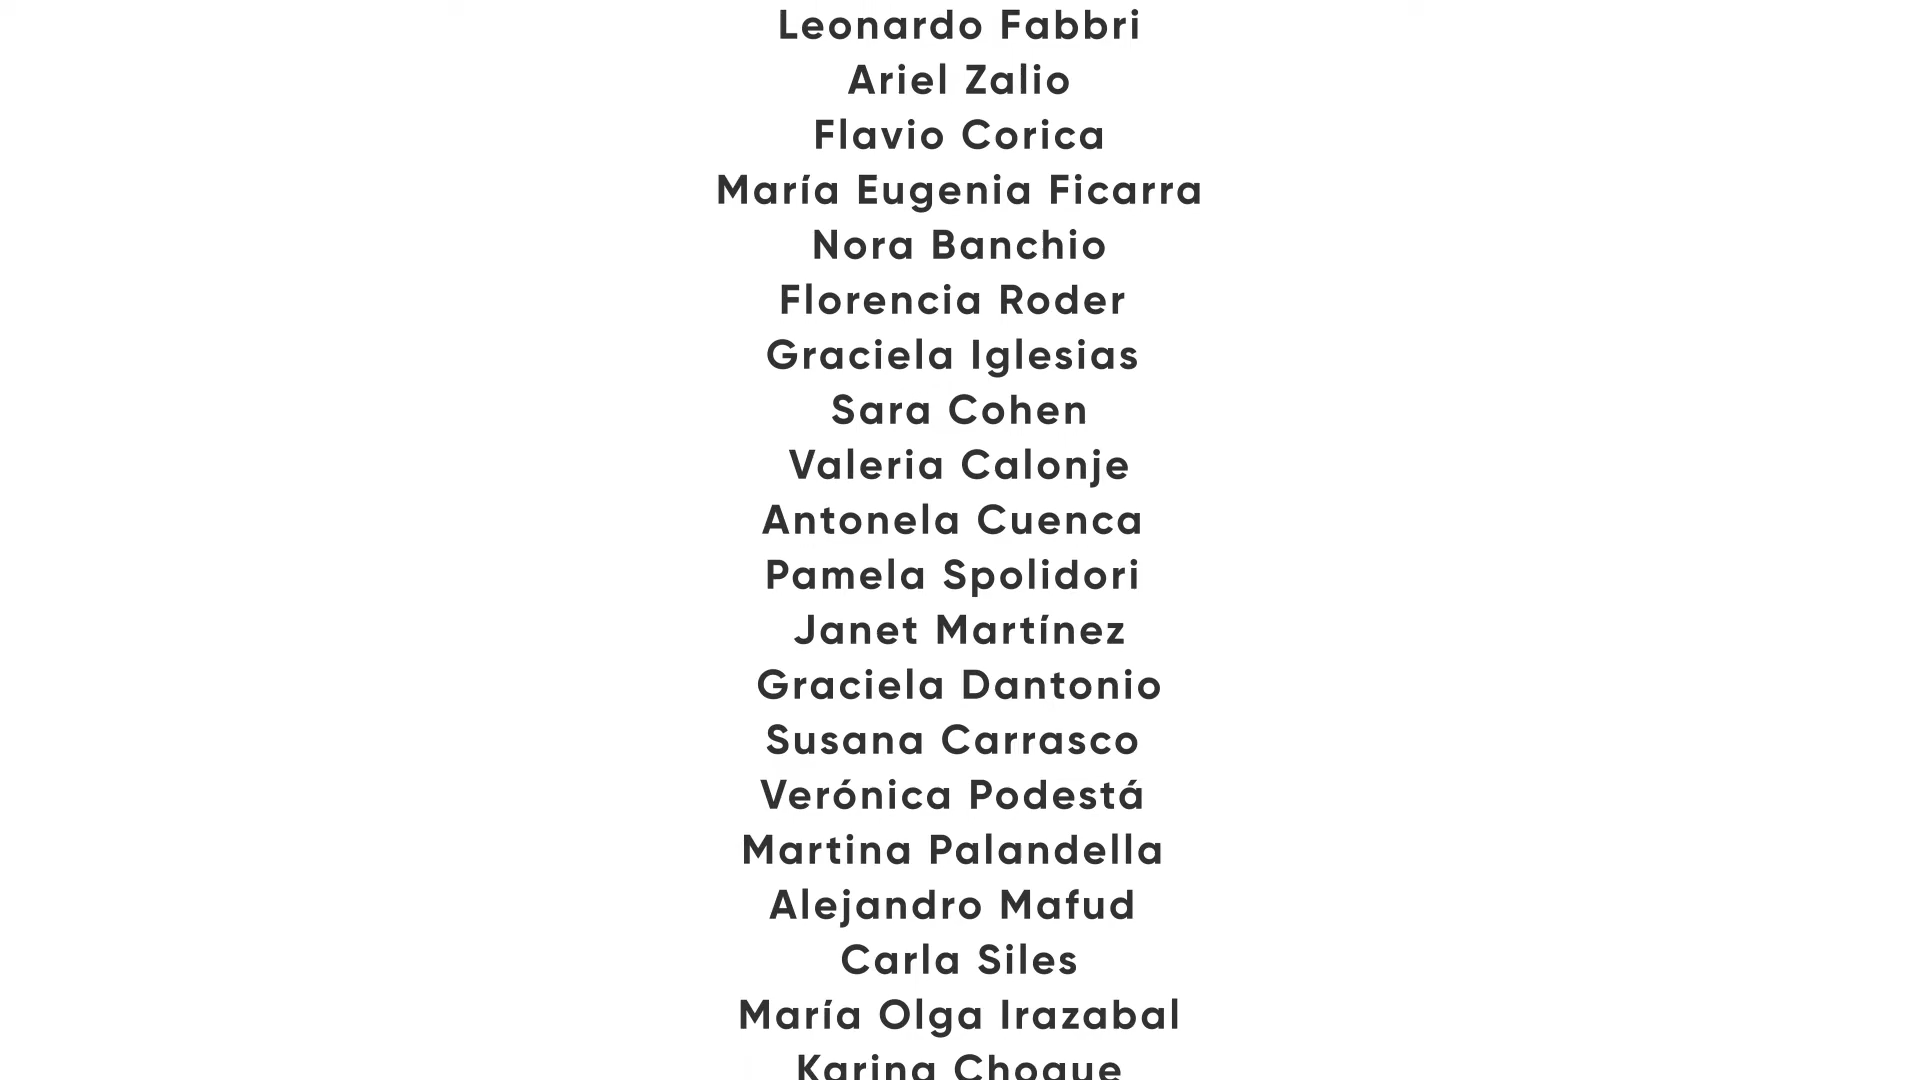 Leonardo Fabbri
Ariel Zalio
Flavio Corica
María Eugenia Ficarra
Nora Banchio
Florencia Roder
Graciela Iglesias
Sara Cohen
Valeria Calonje
Antonela Cuenca
Pamela Spolidori
Janet Martínez
Graciela Dantonio
Susana Carrasco
Verónica Podestá
Martina Palandella
Alejandro Mafud
Carla Siles
María Olga Irazabal
Karina Choque